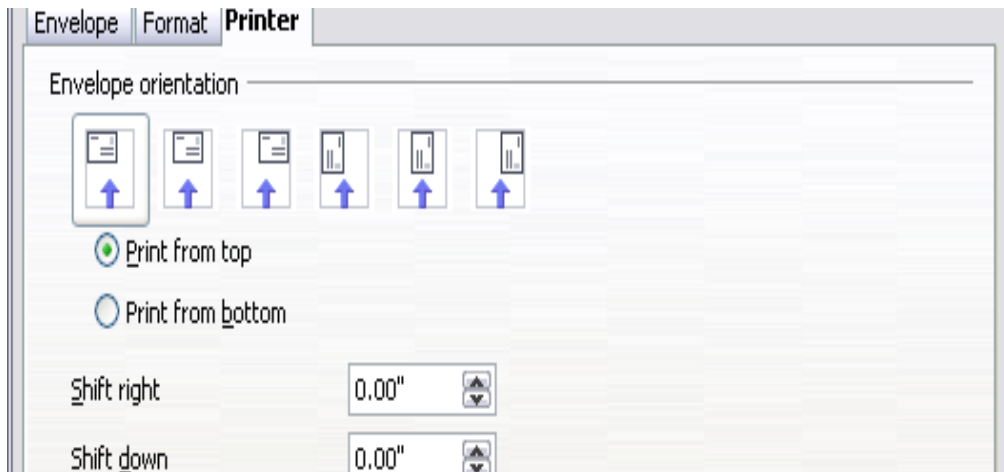 Envelope Format Printer
Envelope orientation
Print from top
Print from bottom
Shift right 0.00"
Shift down 0.00"